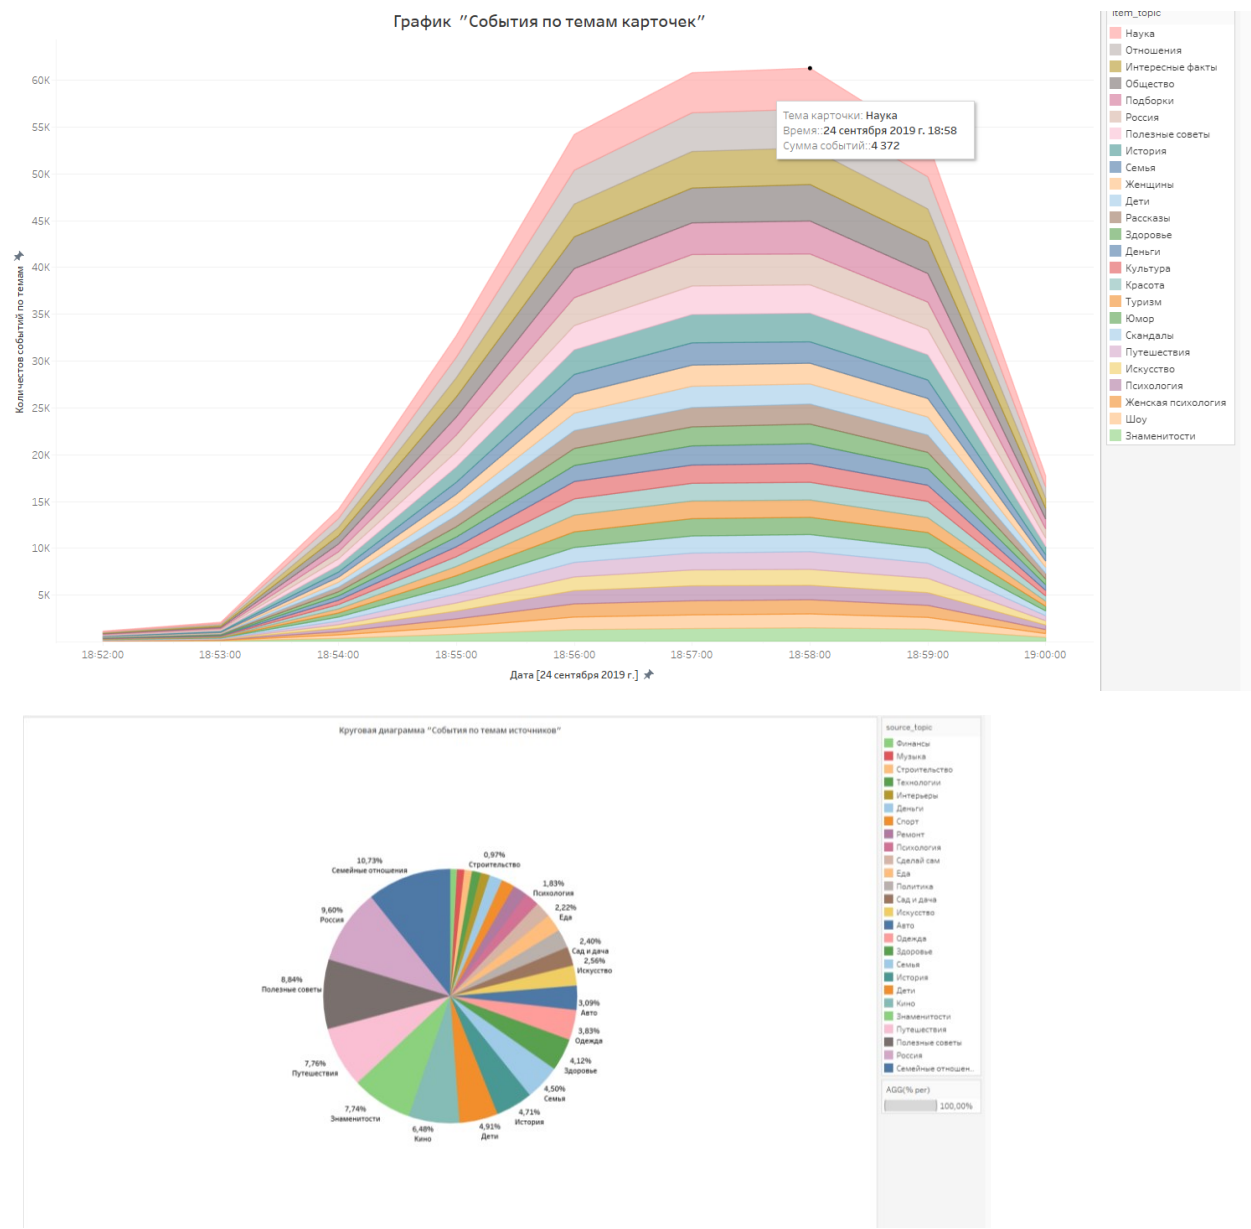 График "События по темам карточек"
item_topic
Наука
Отношения
Интересные факты
Общество
Подборки
Россия
Полезные советы
История
Семья
Женщины
Дети
Рассказы
Здоровье
Деньги
Культура
Красота
Туризм
Юмор
Скандалы
Путешествия
Искусство
Психология
Женская психология
Шоу
Знаменитости
Тема карточки: Наука
Время::24 сентября 2019 г. 18:58
Сумма событий::4 372
60K
55K
50K
45K
40K
35K
30K
25K
20K
15K
10K
5K
Количестов событий по темам
18:52:00
18:53:00
18:54:00
18:55:00
18:56:00
18:57:00
18:58:00
18:59:00
19:00:00
Дата [24 сентября 2019 г.]
Круговая диаграмма "События по темам источников"
source_topic
Финансы
Музыка
Строительство
Технологии
Интерьеры
Деньги
Спорт
Ремонт
Психология
Сделай сам
Еда
Политика
Сад и дача
Искусство
Авто
Одежда
Здоровье
Семья
История
Дети
Кино
Знаменитости
Путешествия
Полезные советы
Россия
Семейные отношен..
AGG(% per)
100,00%
0,97%
Строительство
1,83%
Психология
2,22%
Еда
2,40%
Сад и дача
2,56%
Искусство
3,09%
Авто
3,83%
Одежда
4,12%
Здоровье
4,50%
Семья
4,71%
История
4,91%
Дети
6,48%
Кино
7,74%
Знаменитости
7,76%
Путешествия
8,84%
Полезные советы
9,60%
Россия
10,73%
Семейные отношения